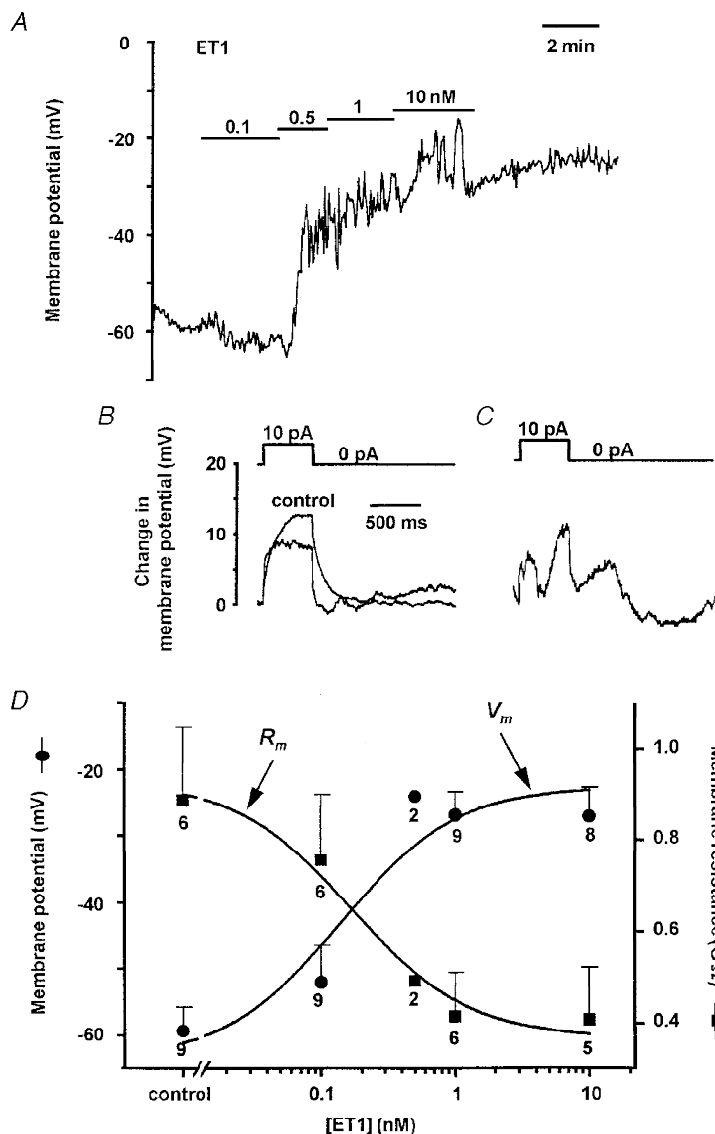 A
ET1
2 min
0
-20
-40
-60
Membrane potential (mV)
0.1
0.5
1
10 nM
B
10 pA
0 pA
20
10
0
Change in
membrane potential (mV)
control
500 ms
C
10 pA
0 pA
D
-20
-40
-60
Membrane potential (mV)
Rm
Vm
1.0
0.8
0.6
0.4
6
6
2
6
5
9
9
2
9
8
control
0.1
1
10
[ET1] (nM)